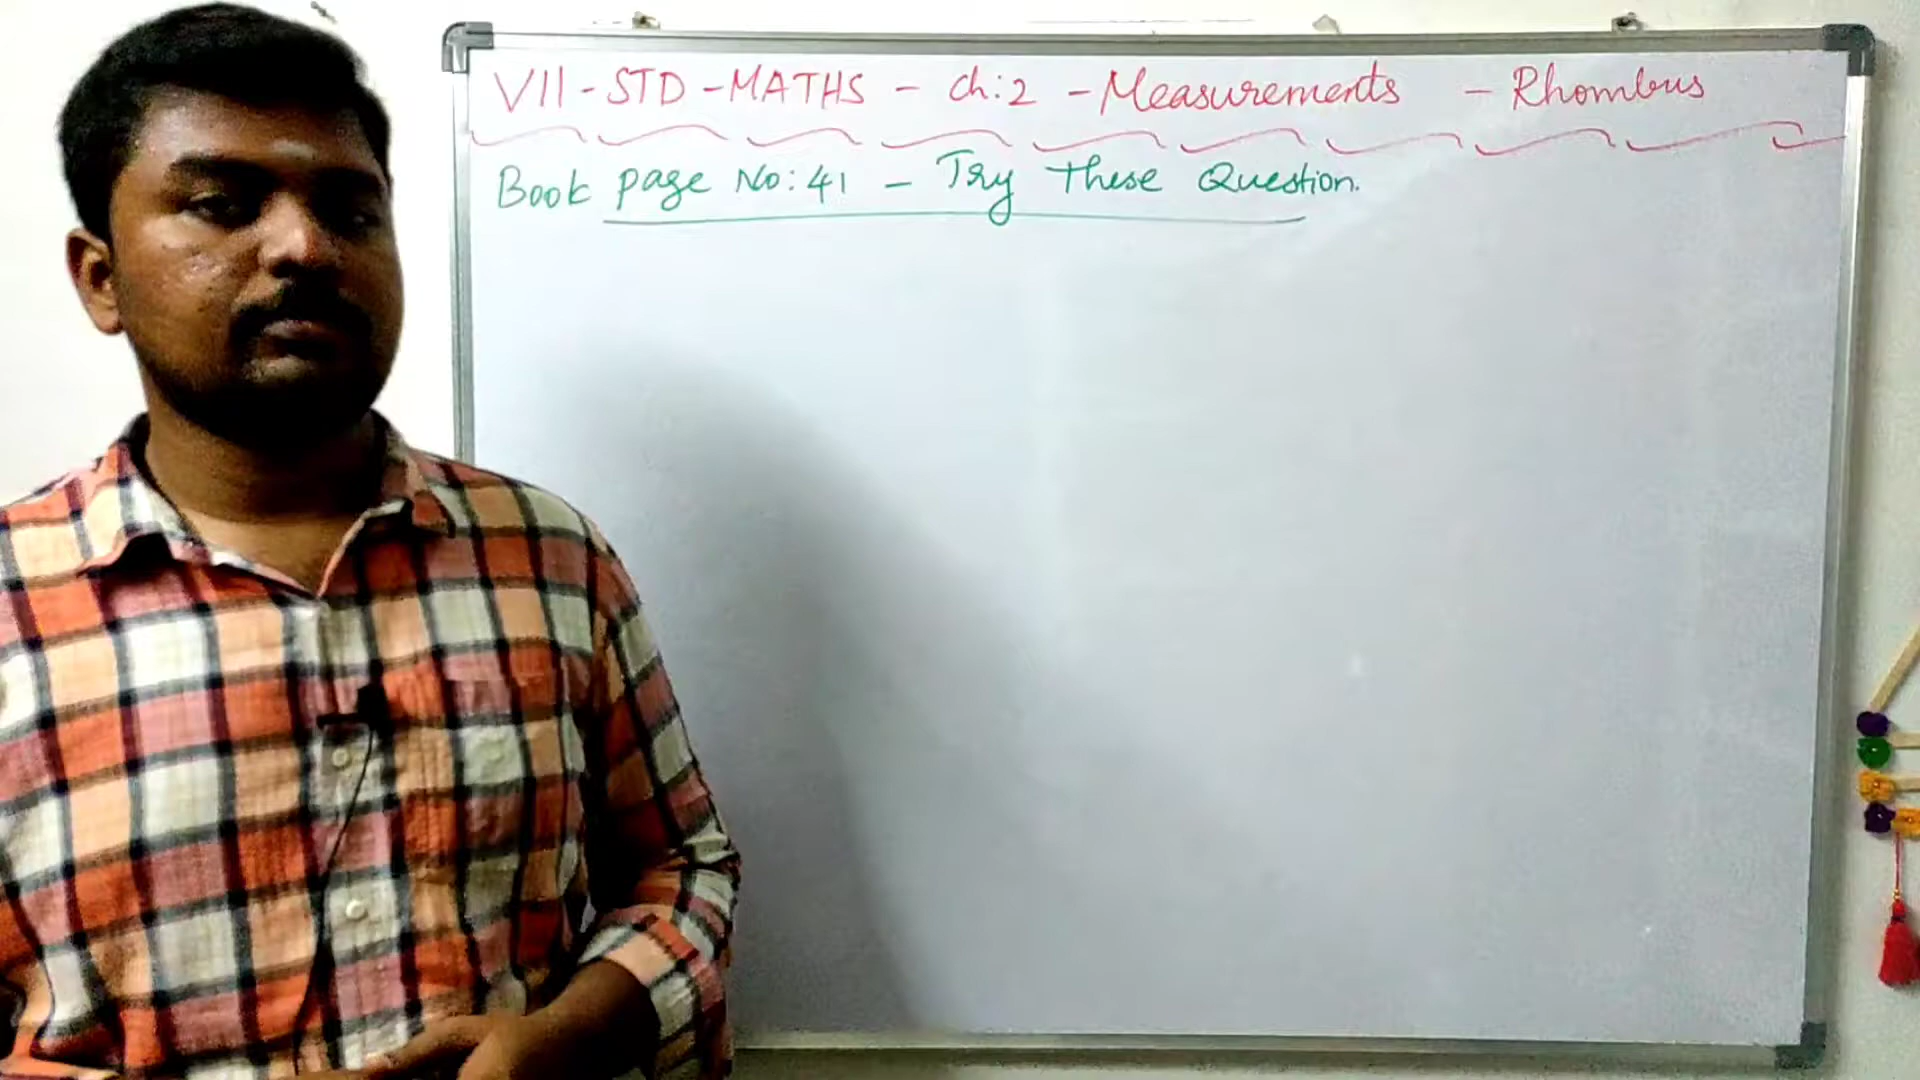 VII - STD - MATHS - Ch:2 - Measurements - Rhombus
Book page No: 41 - Try These Question.